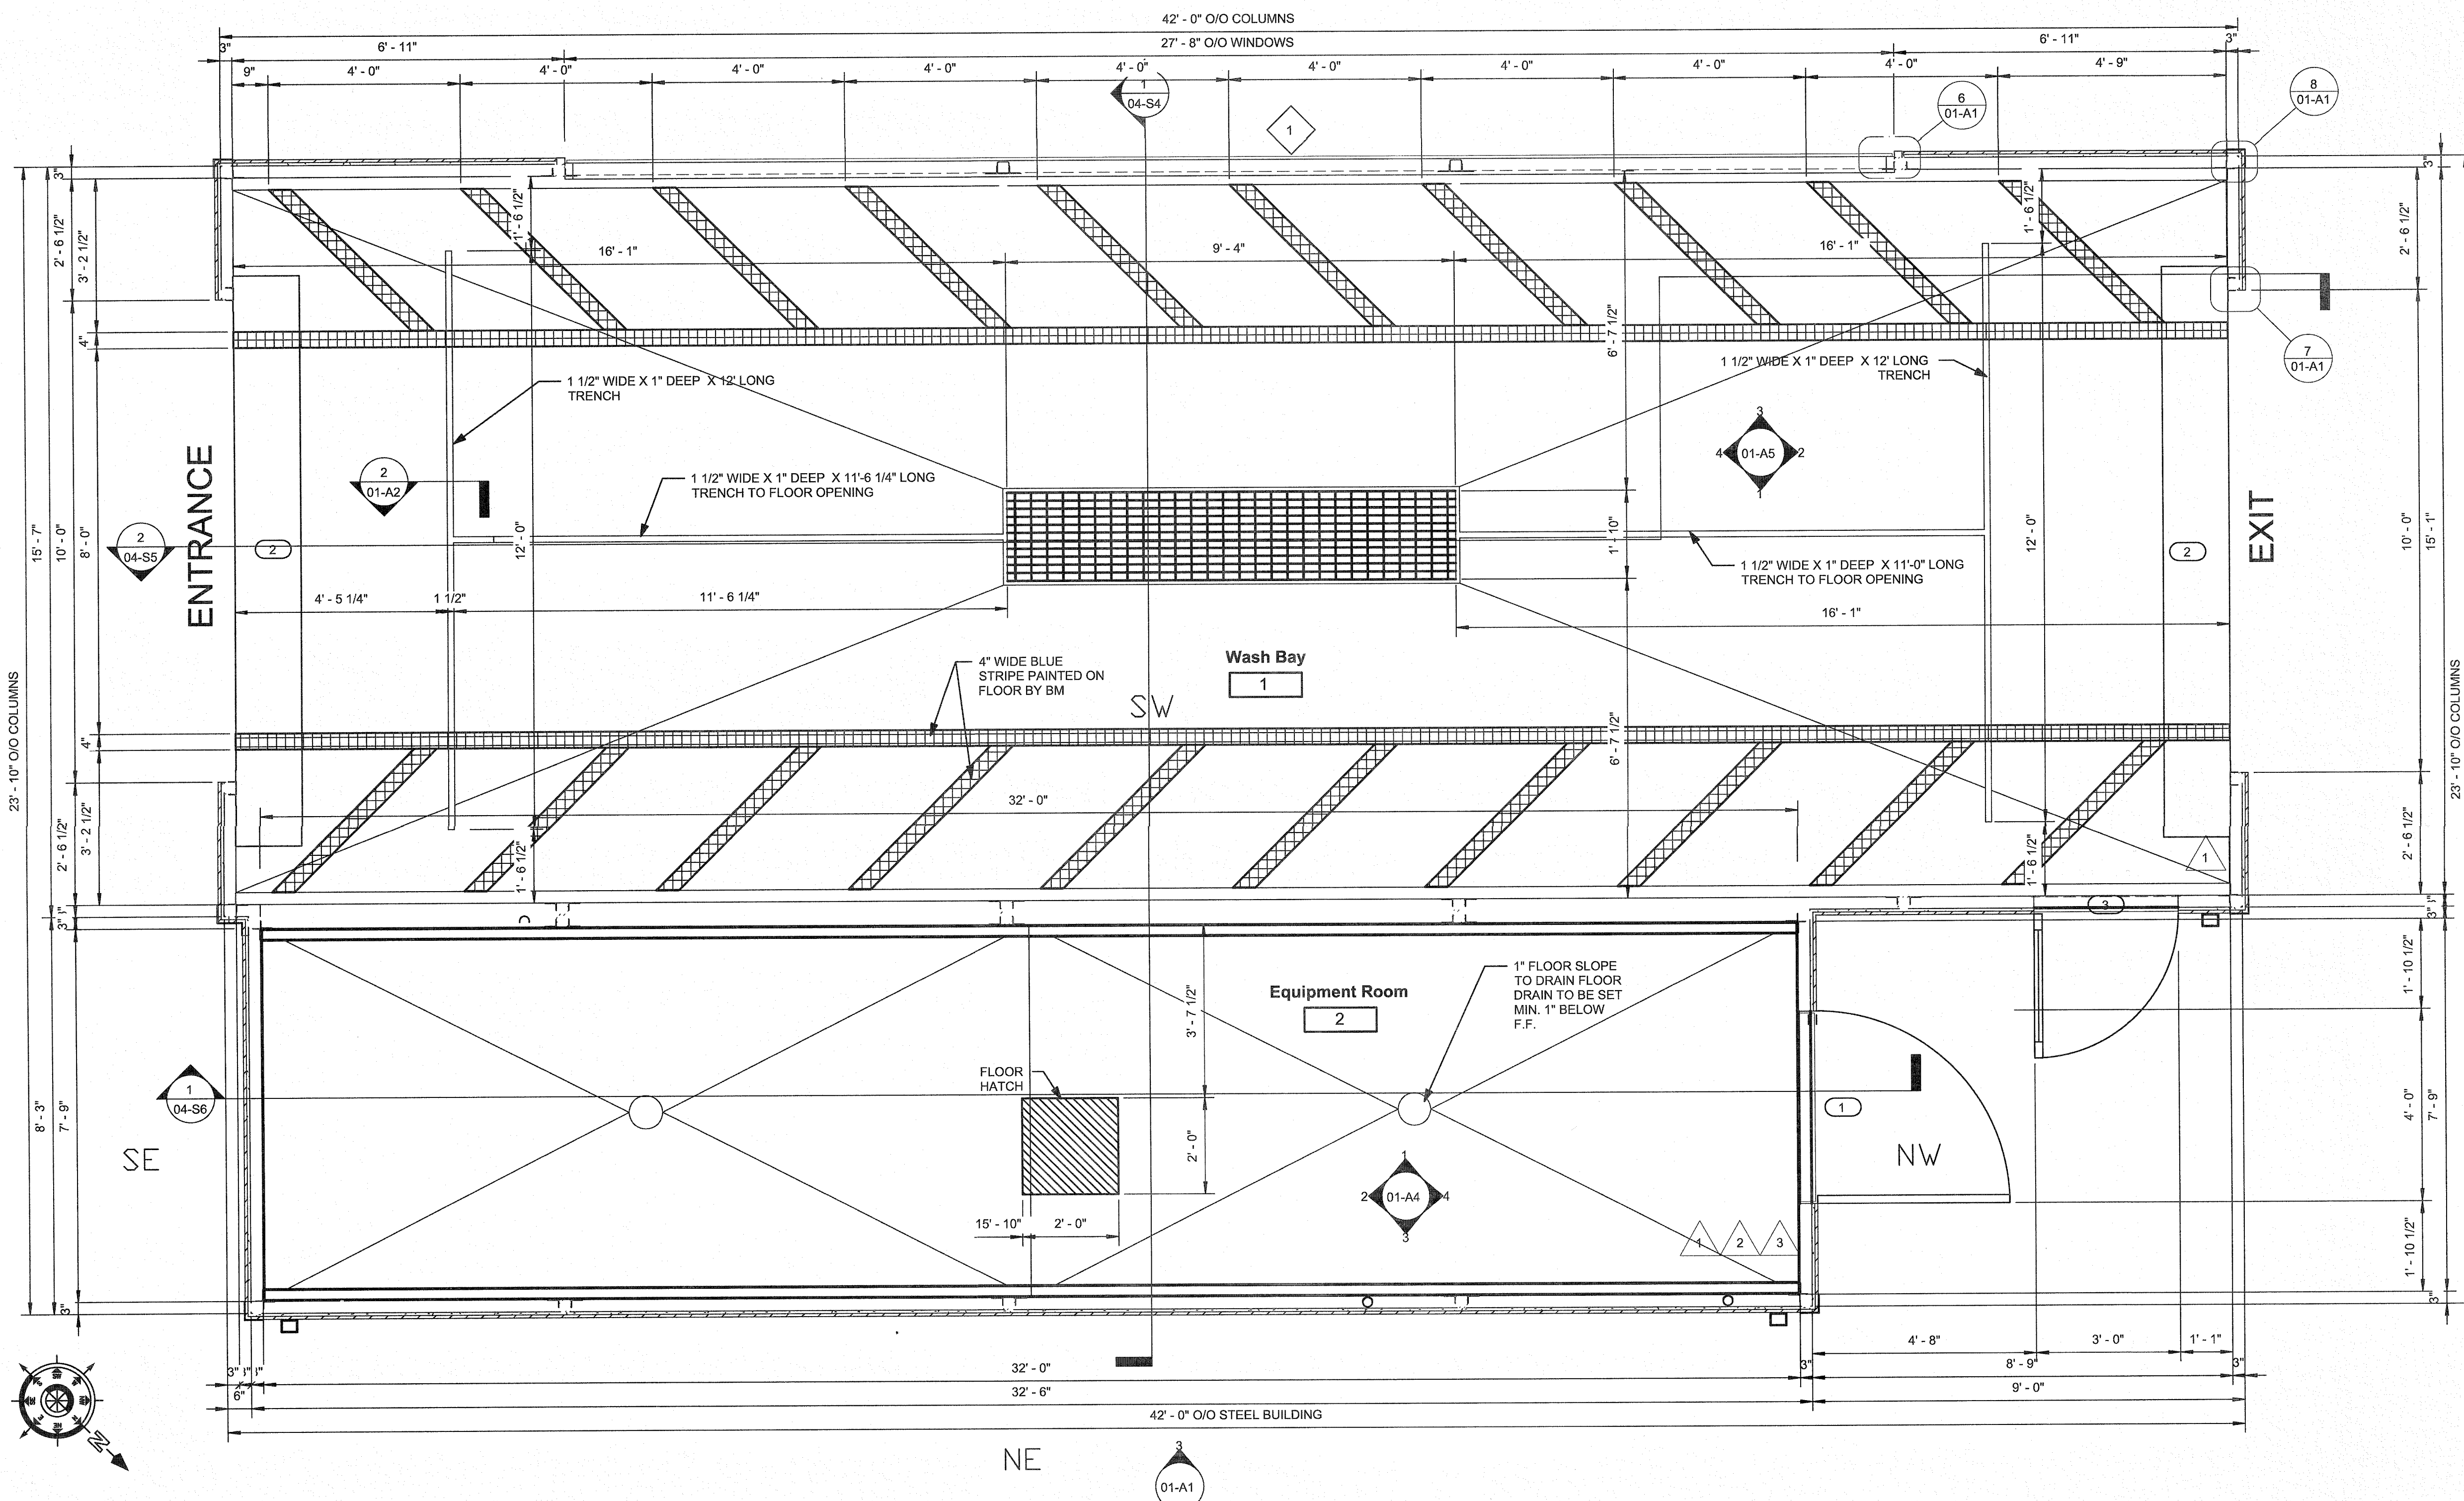 42' - 0" O/O COLUMNS
3"
6' - 11"
27' - 8" O/O WINDOWS
6' - 11"
3"
9"
4' - 0"
4' - 0"
4' - 0"
4' - 0"
4' - 0"
4' - 0"
4' - 0"
4' - 0"
4' - 0"
4' - 9"
1
04-S4
1
6
01-A1
8
01-A1
3"
2' - 6 1/2"
3' - 2 1/2"
4"
1' - 6 1/2"
16' - 1"
9' - 4"
16' - 1"
1' - 6 1/2"
3"
2' - 6 1/2"
6' - 7 1/2"
7
01-A1
1 1/2" WIDE X 1" DEEP X 12' LONG
TRENCH
1 1/2" WIDE X 1" DEEP X 12' LONG
TRENCH
3
4
01-A5
2
1
ENTRANCE
2
01-A2
1 1/2" WIDE X 1" DEEP X 11'-6 1/4" LONG
TRENCH TO FLOOR OPENING
2
04-S5
2
15' - 7"
10' - 0"
8' - 0"
12' - 0"
1' - 10"
12' - 0"
2
EXIT
10' - 0"
15' - 1"
1 1/2" WIDE X 1" DEEP X 11'-0" LONG
TRENCH TO FLOOR OPENING
4' - 5 1/4"
1 1/2"
11' - 6 1/4"
16' - 1"
4" WIDE BLUE
STRIPE PAINTED ON
FLOOR BY BM
Wash Bay
1
SW
23' - 10" O/O COLUMNS
23' - 10" O/O COLUMNS
4"
6' - 7 1/2"
32' - 0"
2' - 6 1/2"
3' - 2 1/2"
1' - 6 1/2"
1' - 6 1/2"
1
2' - 6 1/2"
3
3"
3"
3"
3"
1" FLOOR SLOPE
TO DRAIN FLOOR
DRAIN TO BE SET
MIN. 1" BELOW
F.F.
Equipment Room
2
3' - 7 1/2"
1' - 10 1/2"
FLOOR
HATCH
1
04-S6
8' - 3"
7' - 9"
SE
2' - 0"
1
NW
4' - 0"
7' - 9"
1
2
01-A4
4
3
15' - 10"
2' - 0"
1
2
3
1' - 10 1/2"
3"
3"
4' - 8"
3' - 0"
1' - 1"
3"
3"
3"
32' - 0"
3"
8' - 9"
3"
6"
32' - 6"
9' - 0"
42' - 0" O/O STEEL BUILDING
N
NE
3
01-A1